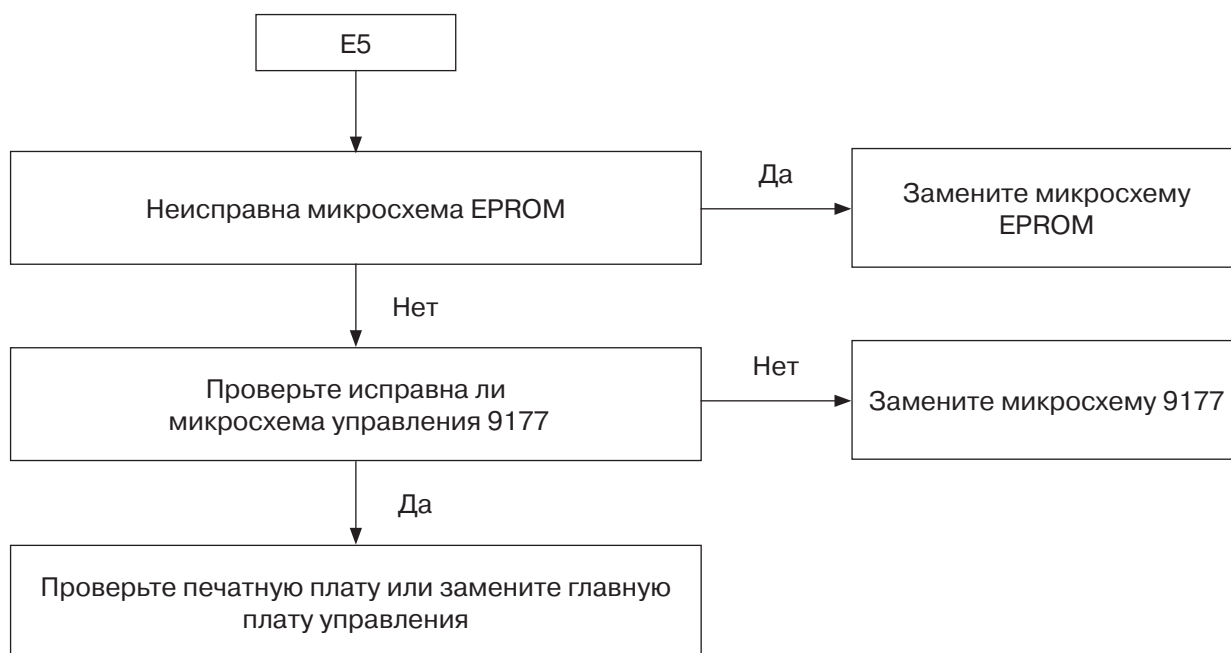 E5
Неисправна микросхема EPROM
Да
Замените микросхему
EPROM
Нет
Проверьте исправна ли
микросхема управления 9177
Нет
Замените микросхему 9177
Да
Проверьте печатную плату или замените главную
плату управления